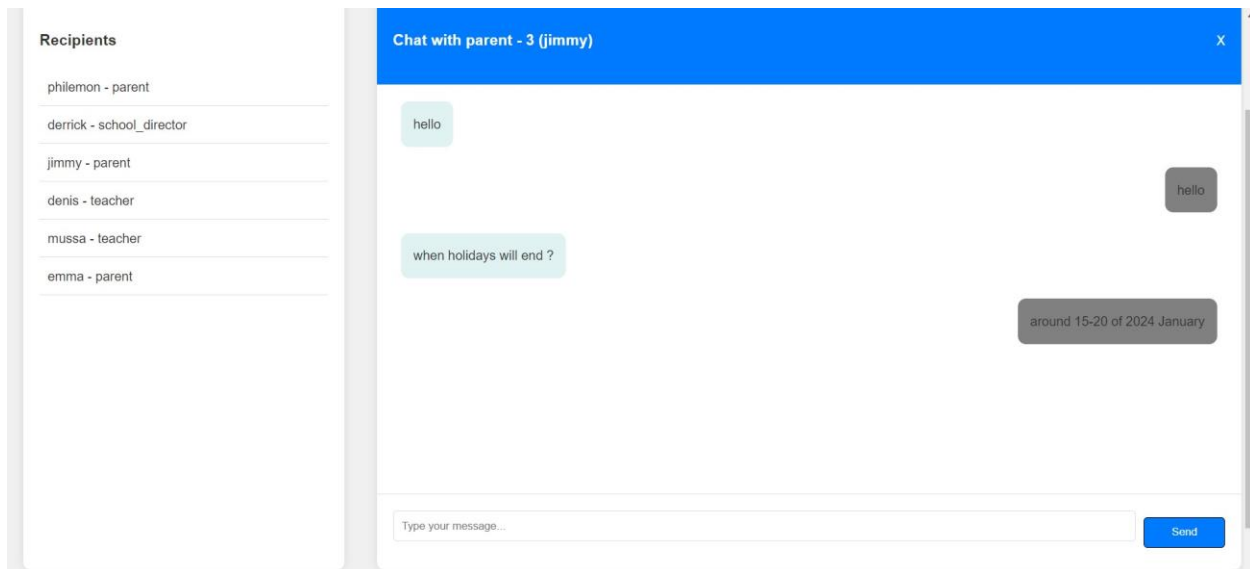 Recipients
philemon - parent
derrick - school_director
jimmy - parent
denis - teacher
mussa - teacher
emma - parent
Chat with parent - 3 (jimmy)
X
hello
hello
when holidays will end ?
around 15-20 of 2024 January
Type your message...
Send